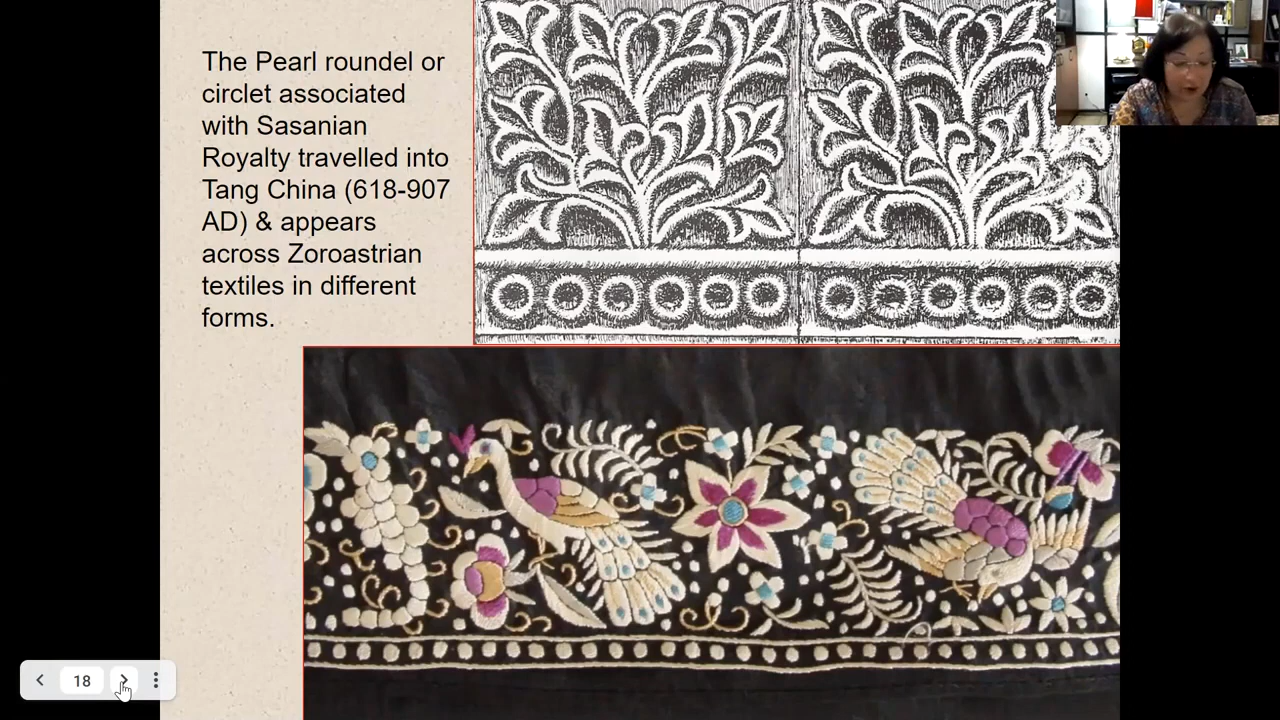 The Pearl roundel or
circlet associated
with Sasanian
Royalty travelled into
Tang China (618-907
AD) & appears
across Zoroastrian
textiles in different
forms.
18